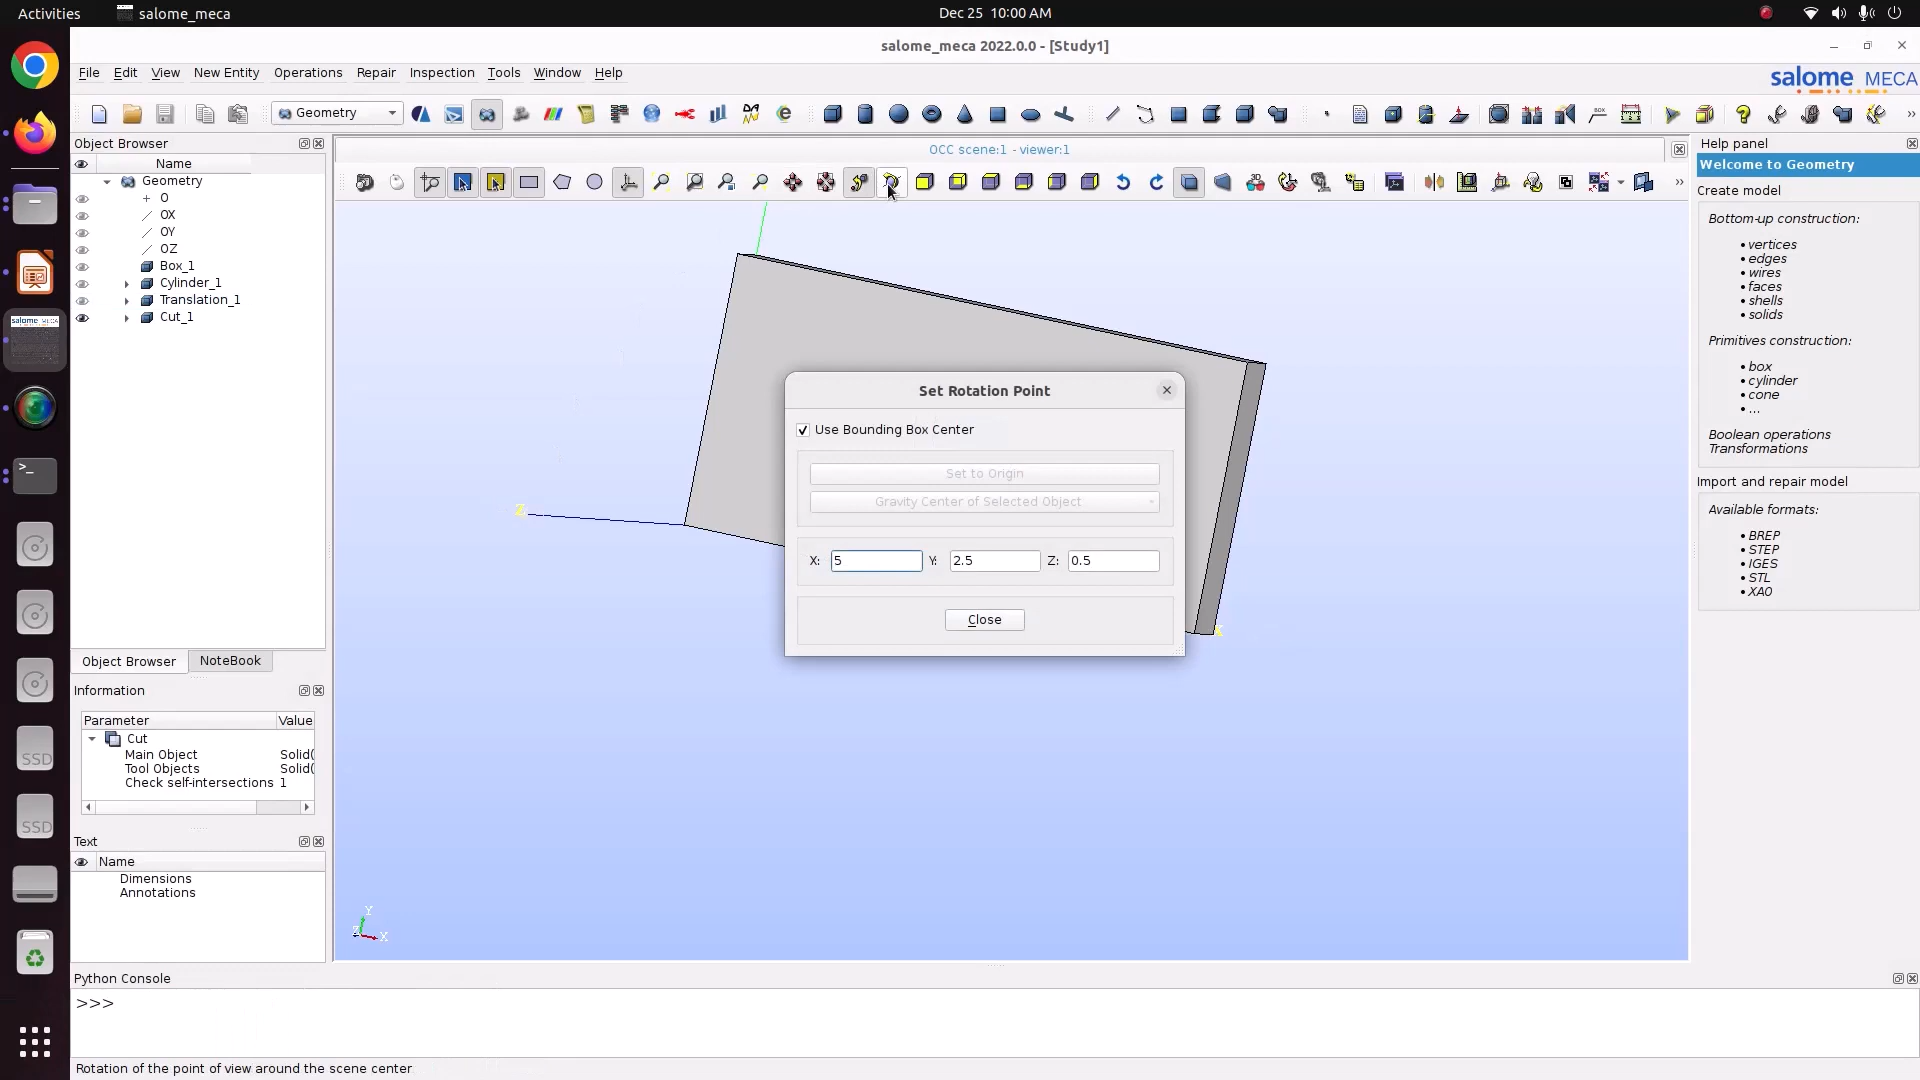 Activities
salome_meca
Dec 25 10:00 AM
salome_meca 2022.0.0 - [Study1]
File Edit View New Entity Operations Repair Inspection Tools Window Help
salome MECA
Geometry
Object Browser
Name
Geometry
O
OX
OY
OZ
Box_1
Cylinder_1
Translation_1
Cut_1
Object Browser
NoteBook
Information
Parameter Value
Cut
Main Object Solid(
Tool Objects Solid(
Check self-intersections 1
Text
Name
Dimensions
Annotations
OCC scene:1 - viewer:1
Z
X
Set Rotation Point
Use Bounding Box Center
Set to Origin
Gravity Center of Selected Object
X: 5 Y: 2.5 Z: 0.5
Close
Y
Z
X
Help panel
Welcome to Geometry
Create model
Bottom-up construction:
• vertices
• edges
• wires
• faces
• shells
• solids
Primitives construction:
• box
• cylinder
• cone
• ...
Boolean operations
Transformations
Import and repair model
Available formats:
• BREP
• STEP
• IGES
• STL
• XAO
Python Console
>>>
Rotation of the point of view around the scene center
SSD
SSD